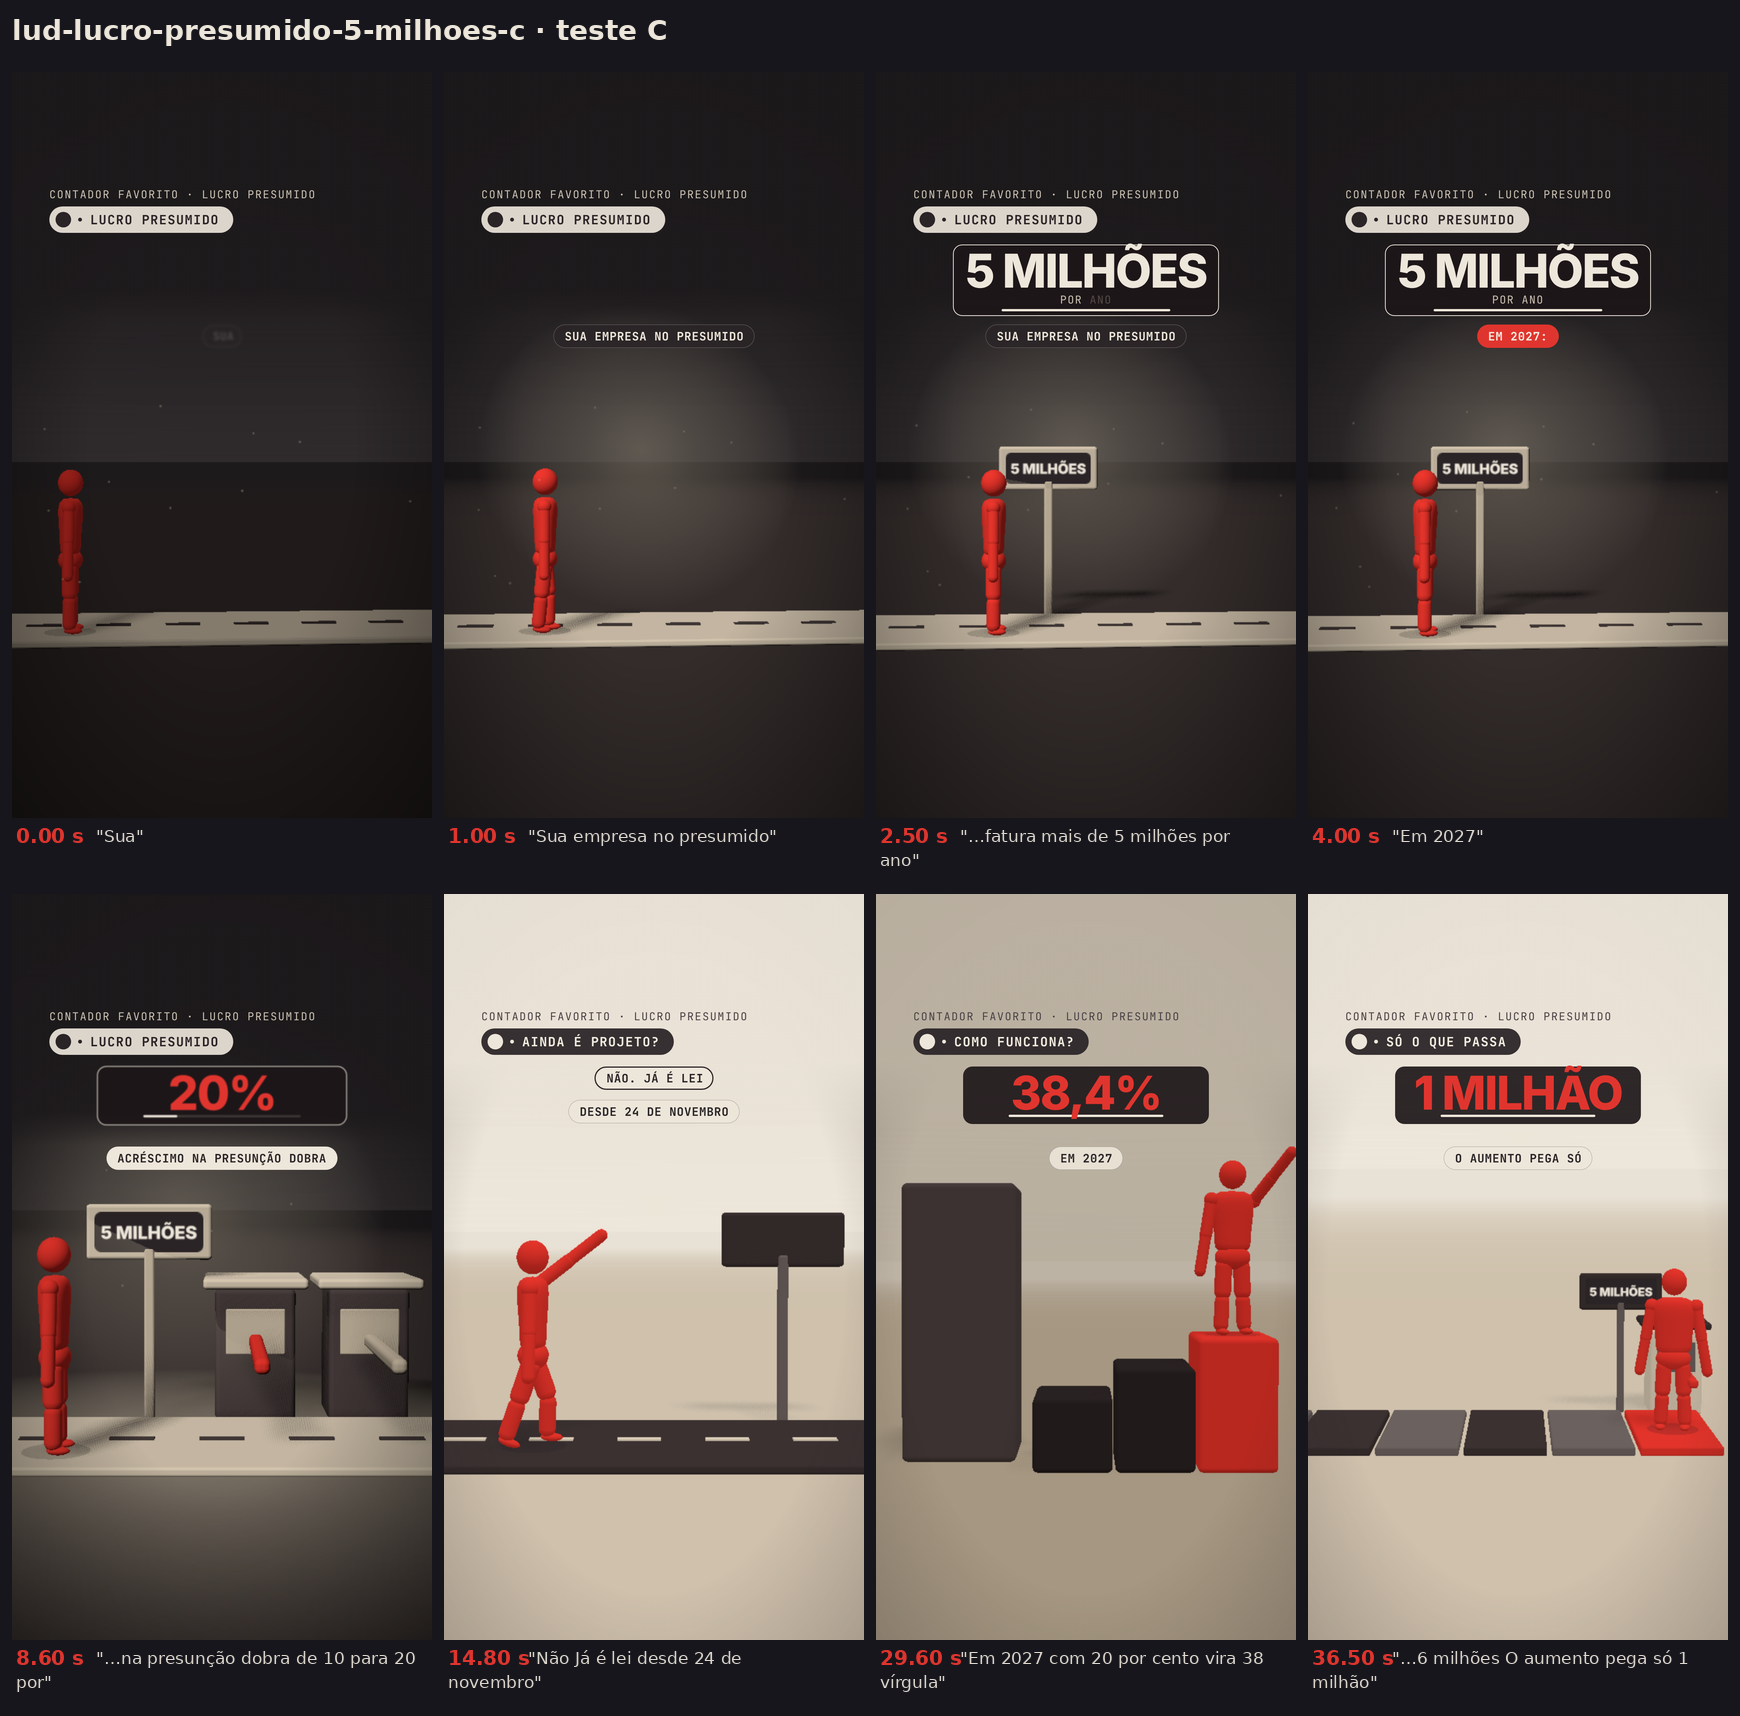 lud-lucro-presumido-5-milhoes-c · teste C
CONTADOR FAVORITO · LUCRO PRESUMIDO
• LUCRO PRESUMIDO
SUA
0.00 s "Sua"
CONTADOR FAVORITO · LUCRO PRESUMIDO
• LUCRO PRESUMIDO
SUA EMPRESA NO PRESUMIDO
1.00 s "Sua empresa no presumido"
CONTADOR FAVORITO · LUCRO PRESUMIDO
• LUCRO PRESUMIDO
5 MILHÕES
POR ANO
SUA EMPRESA NO PRESUMIDO
5 MILHÕES
2.50 s "...fatura mais de 5 milhões por
ano"
CONTADOR FAVORITO · LUCRO PRESUMIDO
• LUCRO PRESUMIDO
5 MILHÕES
POR ANO
EM 2027:
5 MILHÕES
4.00 s "Em 2027"
CONTADOR FAVORITO · LUCRO PRESUMIDO
• LUCRO PRESUMIDO
20%
ACRÉSCIMO NA PRESUNÇÃO DOBRA
5 MILHÕES
8.60 s "...na presunção dobra de 10 para 20
por"
CONTADOR FAVORITO · LUCRO PRESUMIDO
• AINDA É PROJETO?
NÃO. JÁ É LEI
DESDE 24 DE NOVEMBRO
14.80 s "Não Já é lei desde 24 de
novembro"
CONTADOR FAVORITO · LUCRO PRESUMIDO
• COMO FUNCIONA?
38,4%
EM 2027
29.60 s "Em 2027 com 20 por cento vira 38
vírgula"
CONTADOR FAVORITO · LUCRO PRESUMIDO
• SÓ O QUE PASSA
1 MILHÃO
O AUMENTO PEGA SÓ
5 MILHÕES
36.50 s "...6 milhões O aumento pega só 1
milhão"